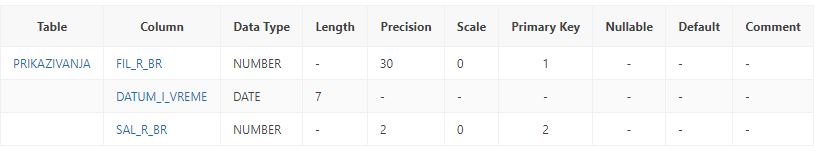 Table Column Data Type Length Precision Scale Primary Key Nullable Default Comment
PRIKAZIVANJA FIL_R_BR NUMBER - 30 0 1 - - -
DATUM_I_VREME DATE 7 - - - - - -
SAL_R_BR NUMBER - 2 0 2 - - -